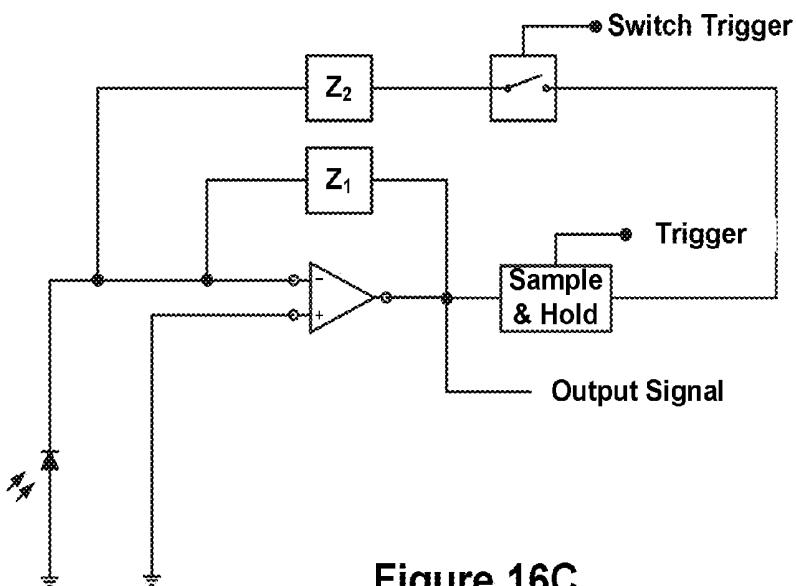 Switch Trigger
Z₂
Z₁
Trigger
−
+
Sample
& Hold
Output Signal
Figure 16C